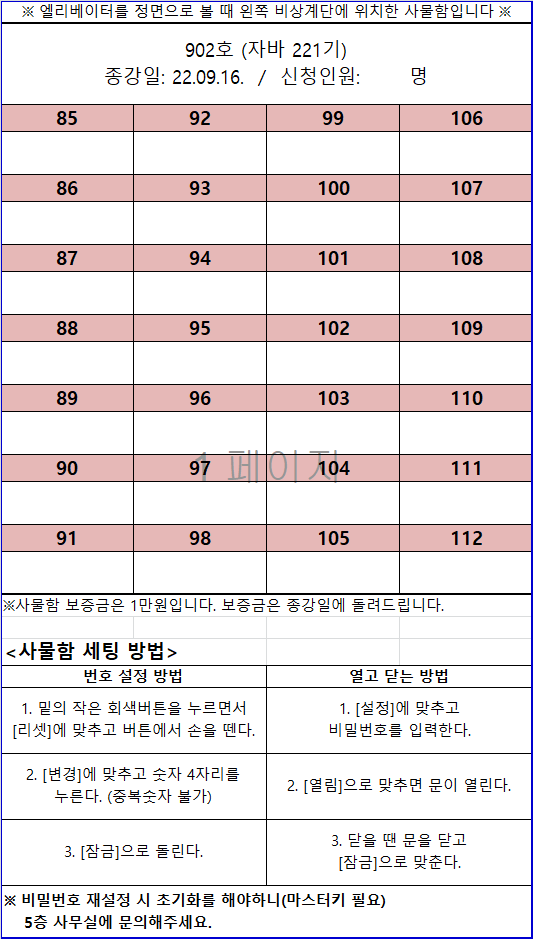 ※ 엘리베이터를 정면으로 볼 때 왼쪽 비상계단에 위치한 사물함입니다 ※
902호 (자바 221기)
종강일: 22.09.16. / 신청인원: 명
85 92 99 106
86 93 100 107
87 94 101 108
88 95 102 109
89 96 103 110
1 페이지
90 97 104 111
91 98 105 112
※사물함 보증금은 1만원입니다. 보증금은 종강일에 돌려드립니다.
<사물함 세팅 방법>
번호 설정 방법 열고 닫는 방법
1. 밑의 작은 회색버튼을 누르면서
[리셋]에 맞추고 버튼에서 손을 뗀다.
1. [설정]에 맞추고
비밀번호를 입력한다.
2. [변경]에 맞추고 숫자 4자리를
누른다. (중복숫자 불가)
2. [열림]으로 맞추면 문이 열린다.
3. [잠금]으로 돌린다.
3. 닫을 땐 문을 닫고
[잠금]으로 맞춘다.
※ 비밀번호 재설정 시 초기화를 해야하니(마스터키 필요)
5층 사무실에 문의해주세요.